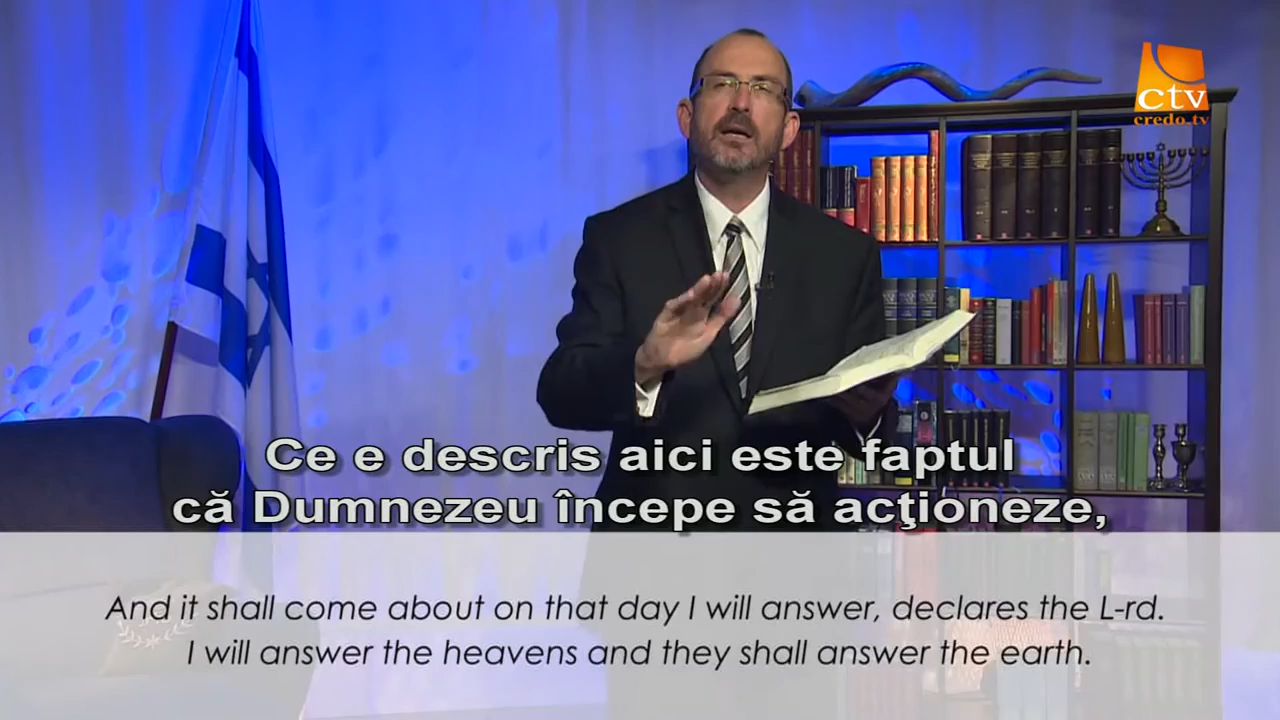 ctv
credo.tv
Ce e descris aici este faptul
că Dumnezeu începe să acţioneze,
And it shall come about on that day I will answer, declares the L-rd.
I will answer the heavens and they shall answer the earth.